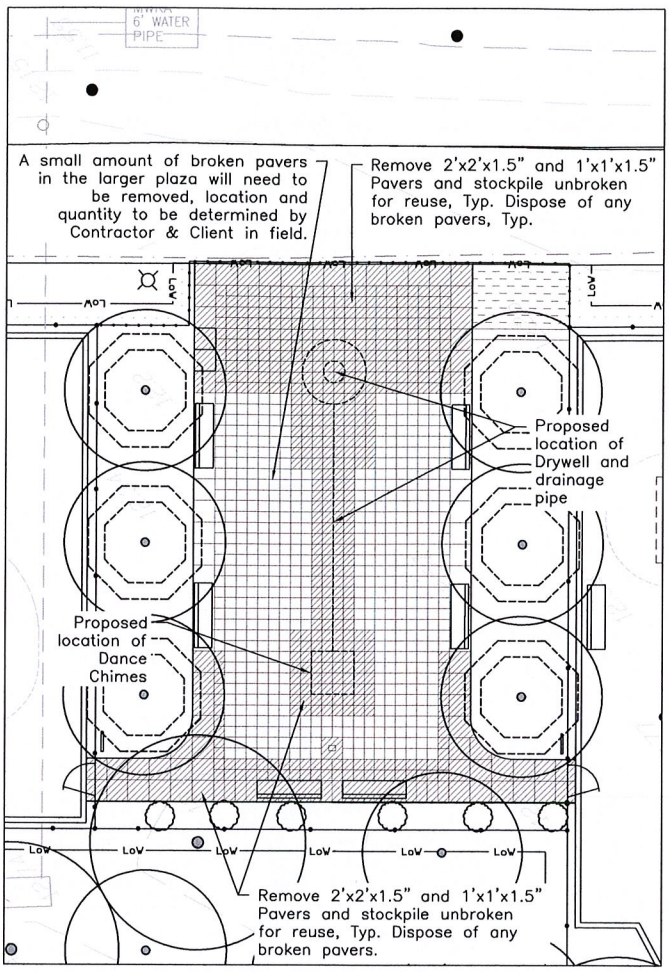 MWRA
6' WATER
PIPE
A small amount of broken pavers
in the larger plaza will need to
be removed, location and
quantity to be determined by
Contractor & Client in field.
Remove 2'x2'x1.5" and 1'x1'x1.5"
Pavers and stockpile unbroken
for reuse, Typ. Dispose of any
broken pavers, Typ.
LoW
LoW
LoW
LoW
LoW
LoW
LoW
LoW
Proposed
location of
Drywell and
drainage
pipe
Proposed
location of
Dance
Chimes
LoW
LoW
LoW
LoW
LoW
LoW
Remove 2'x2'x1.5" and 1'x1'x1.5"
Pavers and stockpile unbroken
for reuse, Typ. Dispose of any
broken pavers.